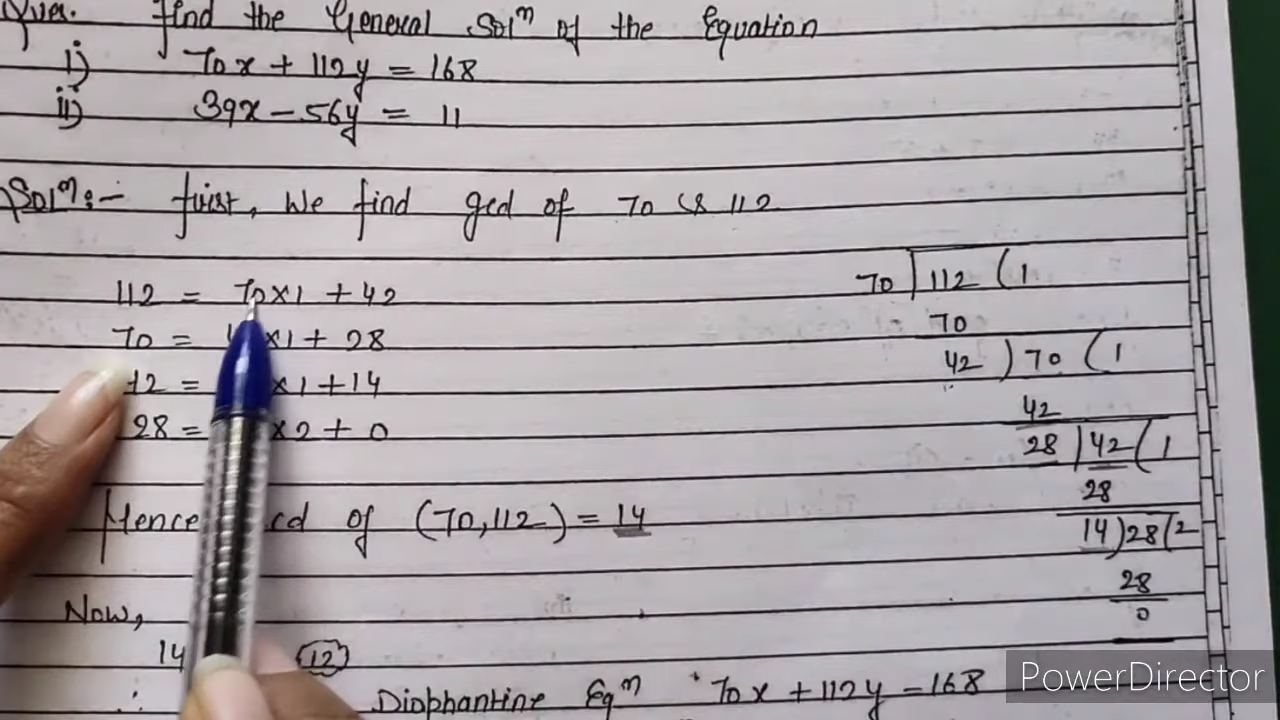 Ques. find the General Solⁿ of the Equation
i) 70x + 112y = 168
ii) 39x - 56y = 11
Solⁿ:- first, We find gcd of 70 & 112
112 = 70×1 + 42
70 = ×1 + 28
42 = ×1 + 14
28 = ×2 + 0
70 | 112 ( 1
70
42 ) 70 ( 1
42
28 | 42 ( 1
28
14 ) 28 ( 2
28
0
Hence of (70,112) = 14
Now,
14 12
∴ Diophantine Eqⁿ 70x + 112y = 168
PowerDirector